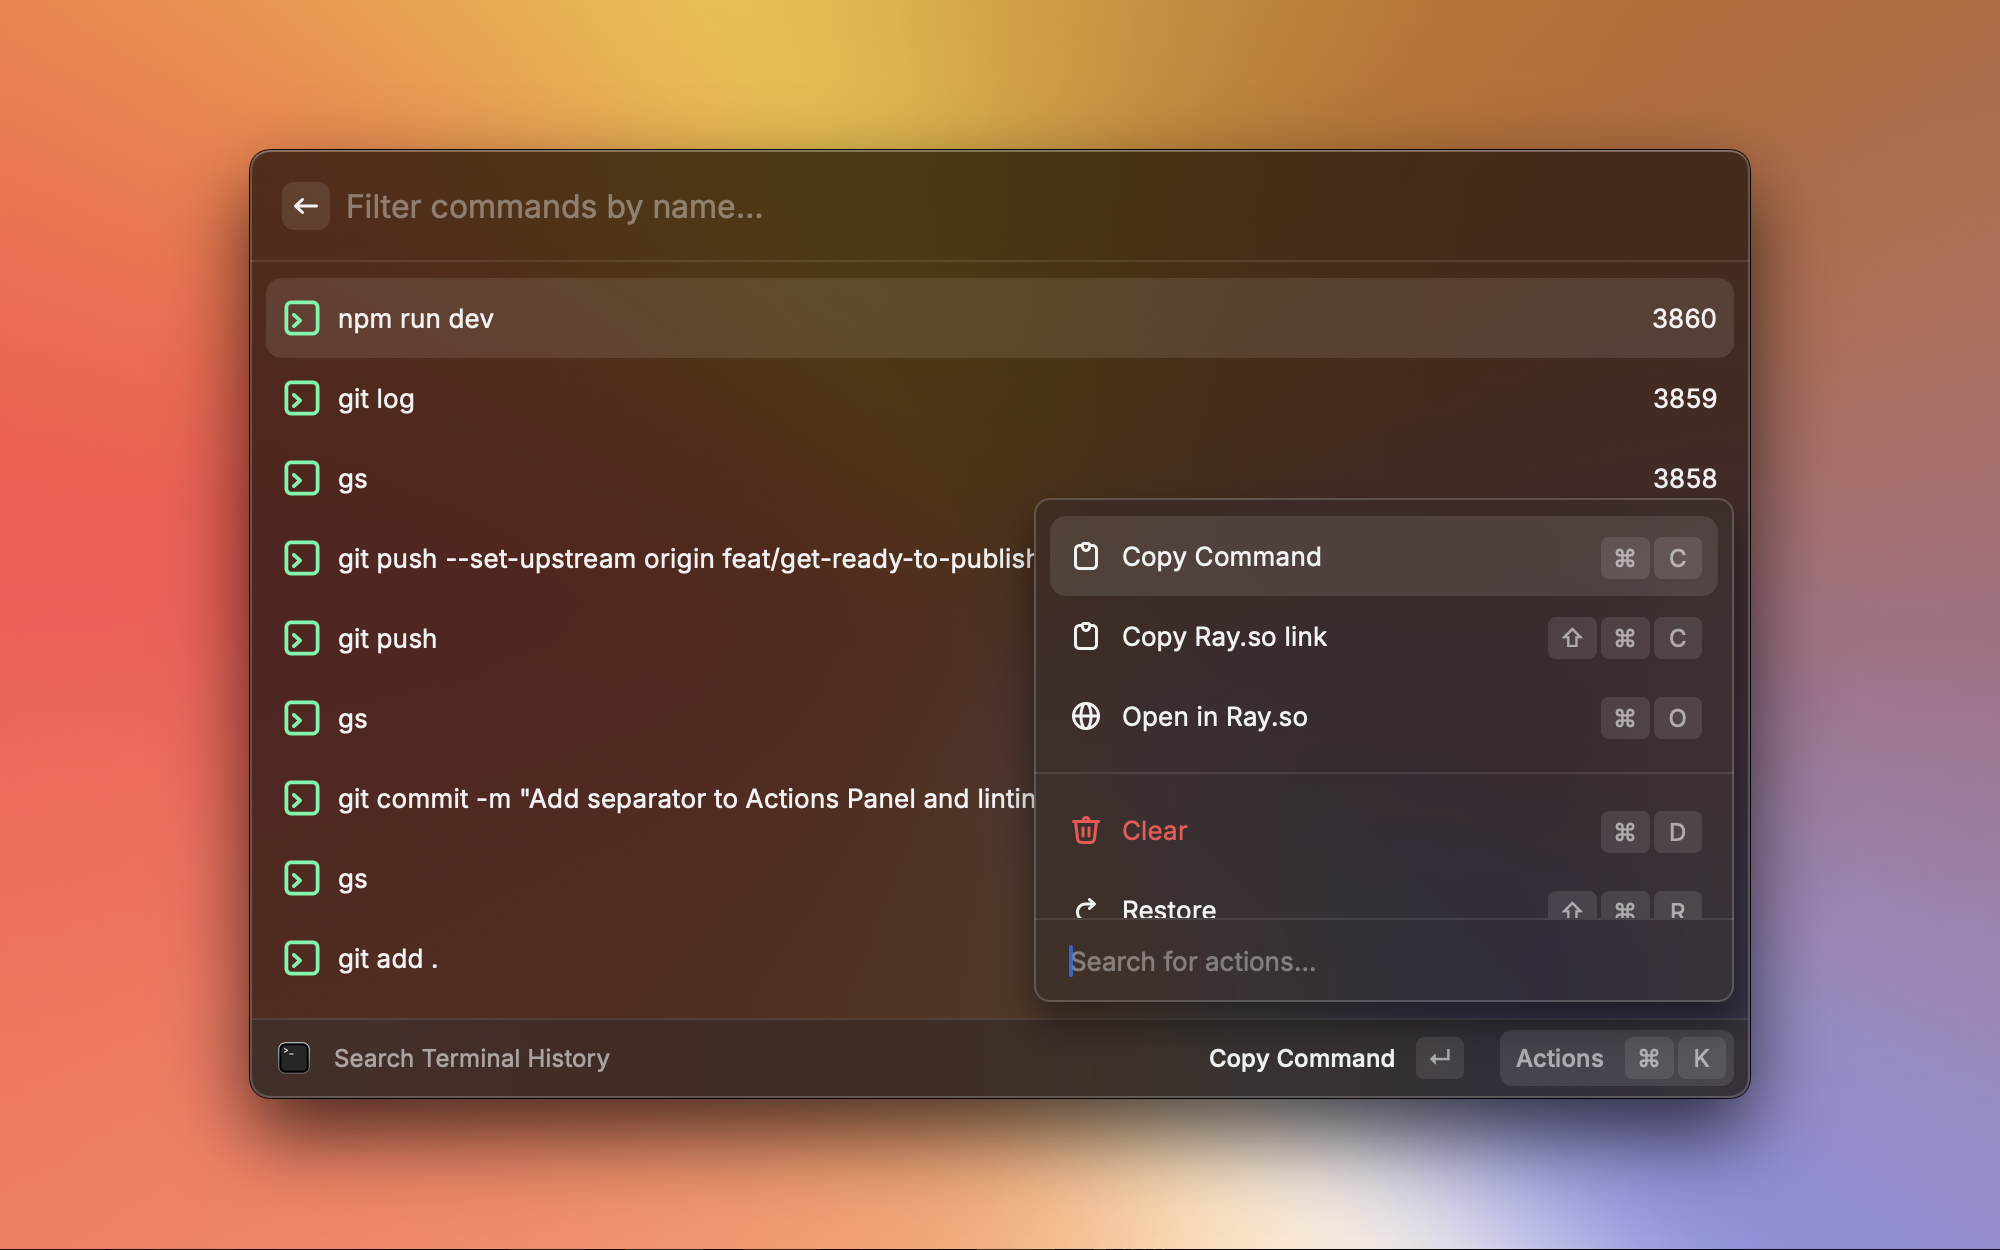 Filter commands by name...
npm run dev 3860
git log 3859
gs 3858
git push --set-upstream origin feat/get-ready-to-publish
git push
gs
git commit -m "Add separator to Actions Panel and lintin
gs
git add .
Copy Command ⌘ C
Copy Ray.so link ⇧ ⌘ C
Open in Ray.so ⌘ O
Clear ⌘ D
Restore ⇧ ⌘ R
Search for actions...
Search Terminal History
Copy Command ↵
Actions ⌘ K